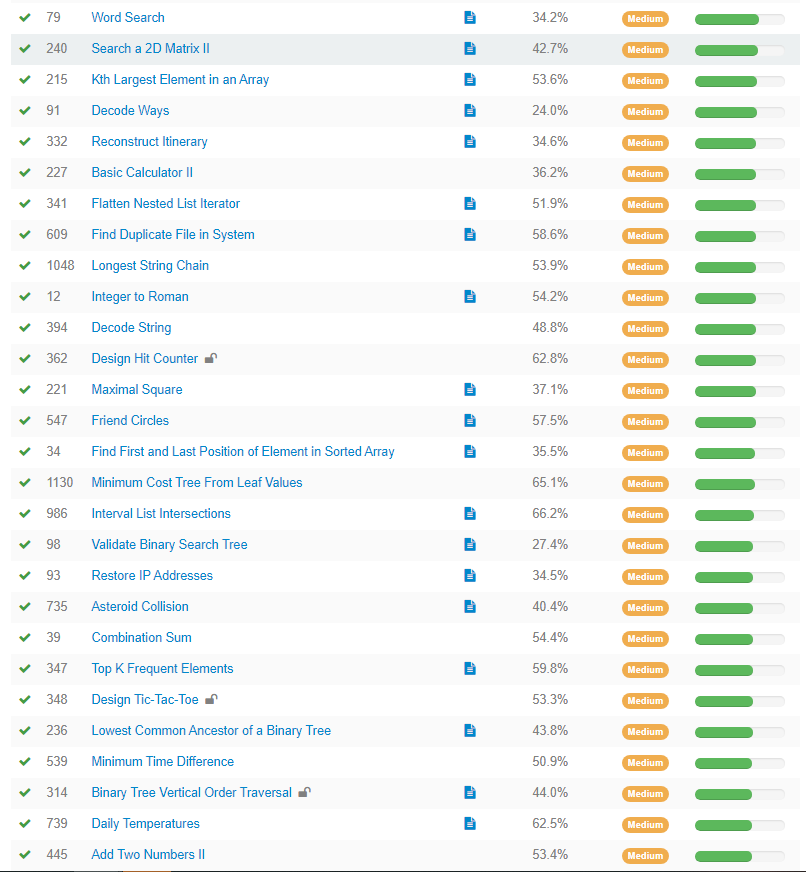 79 Word Search 34.2% Medium
240 Search a 2D Matrix II 42.7% Medium
215 Kth Largest Element in an Array 53.6% Medium
91 Decode Ways 24.0% Medium
332 Reconstruct Itinerary 34.6% Medium
227 Basic Calculator II 36.2% Medium
341 Flatten Nested List Iterator 51.9% Medium
609 Find Duplicate File in System 58.6% Medium
1048 Longest String Chain 53.9% Medium
12 Integer to Roman 54.2% Medium
394 Decode String 48.8% Medium
362 Design Hit Counter 62.8% Medium
221 Maximal Square 37.1% Medium
547 Friend Circles 57.5% Medium
34 Find First and Last Position of Element in Sorted Array 35.5% Medium
1130 Minimum Cost Tree From Leaf Values 65.1% Medium
986 Interval List Intersections 66.2% Medium
98 Validate Binary Search Tree 27.4% Medium
93 Restore IP Addresses 34.5% Medium
735 Asteroid Collision 40.4% Medium
39 Combination Sum 54.4% Medium
347 Top K Frequent Elements 59.8% Medium
348 Design Tic-Tac-Toe 53.3% Medium
236 Lowest Common Ancestor of a Binary Tree 43.8% Medium
539 Minimum Time Difference 50.9% Medium
314 Binary Tree Vertical Order Traversal 44.0% Medium
739 Daily Temperatures 62.5% Medium
445 Add Two Numbers II 53.4% Medium